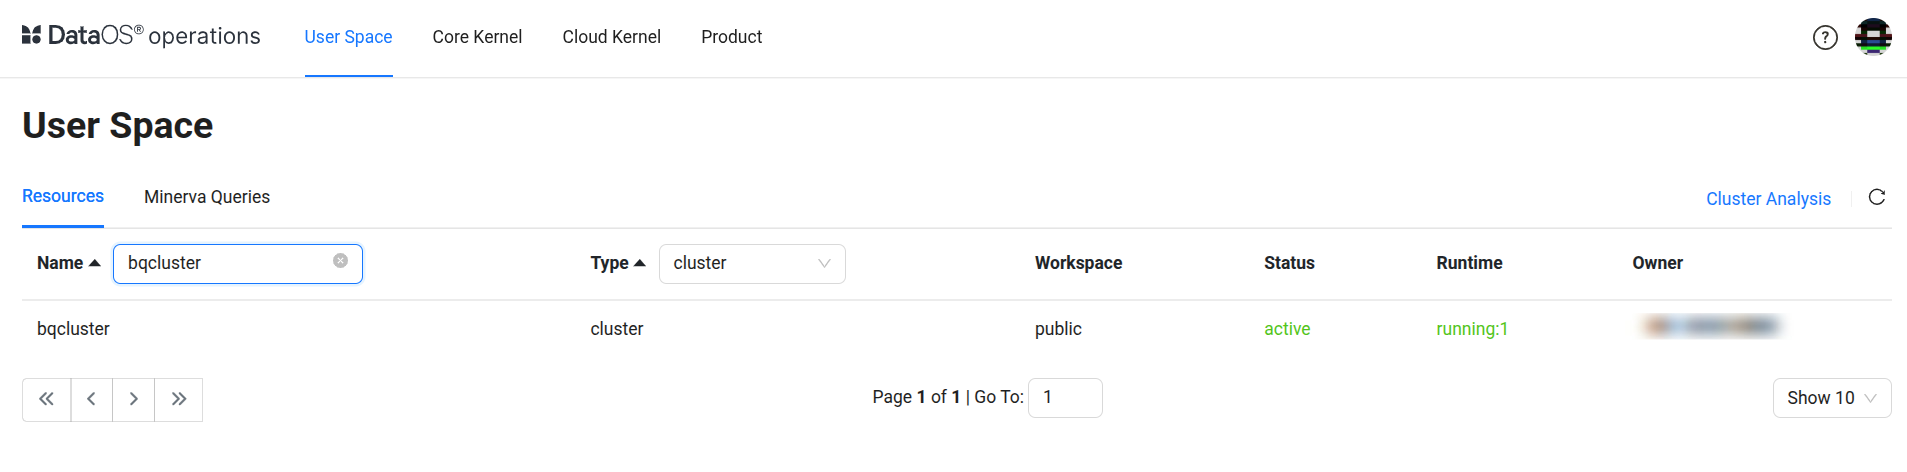 DataOS® operations User Space Core Kernel Cloud Kernel Product ?
User Space
Resources Minerva Queries Cluster Analysis
Name bqcluster Type cluster Workspace Status Runtime Owner
bqcluster cluster public active running:1
Page 1 of 1 | Go To: 1 Show 10